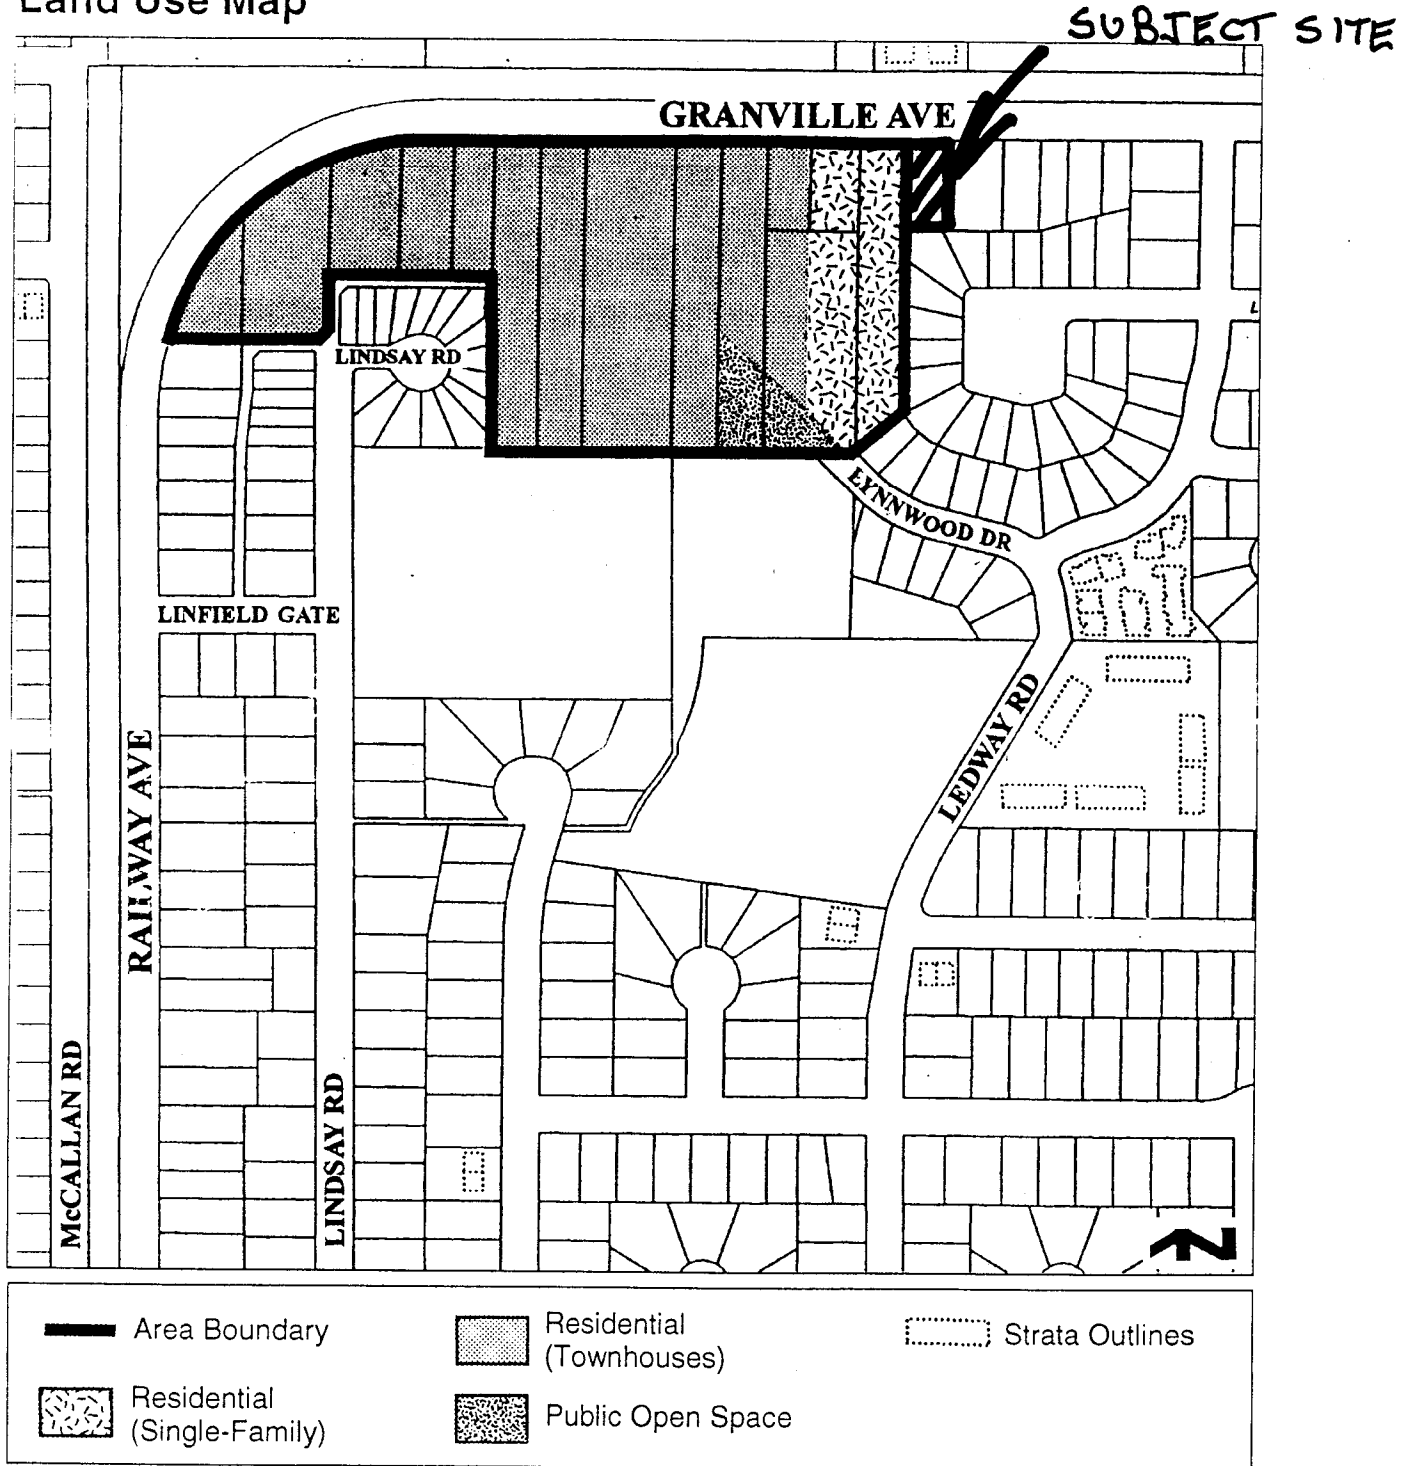 Land Use Map
SUBJECT SITE
GRANVILLE AVE
LINDSAY RD
LYNNWOOD DR
LINFIELD GATE
LEDWAY RD
RAILWAY AVE
McCALLAN RD
LINDSAY RD
L
N
Area Boundary
Residential
(Townhouses)
Strata Outlines
Residential
(Single-Family)
Public Open Space